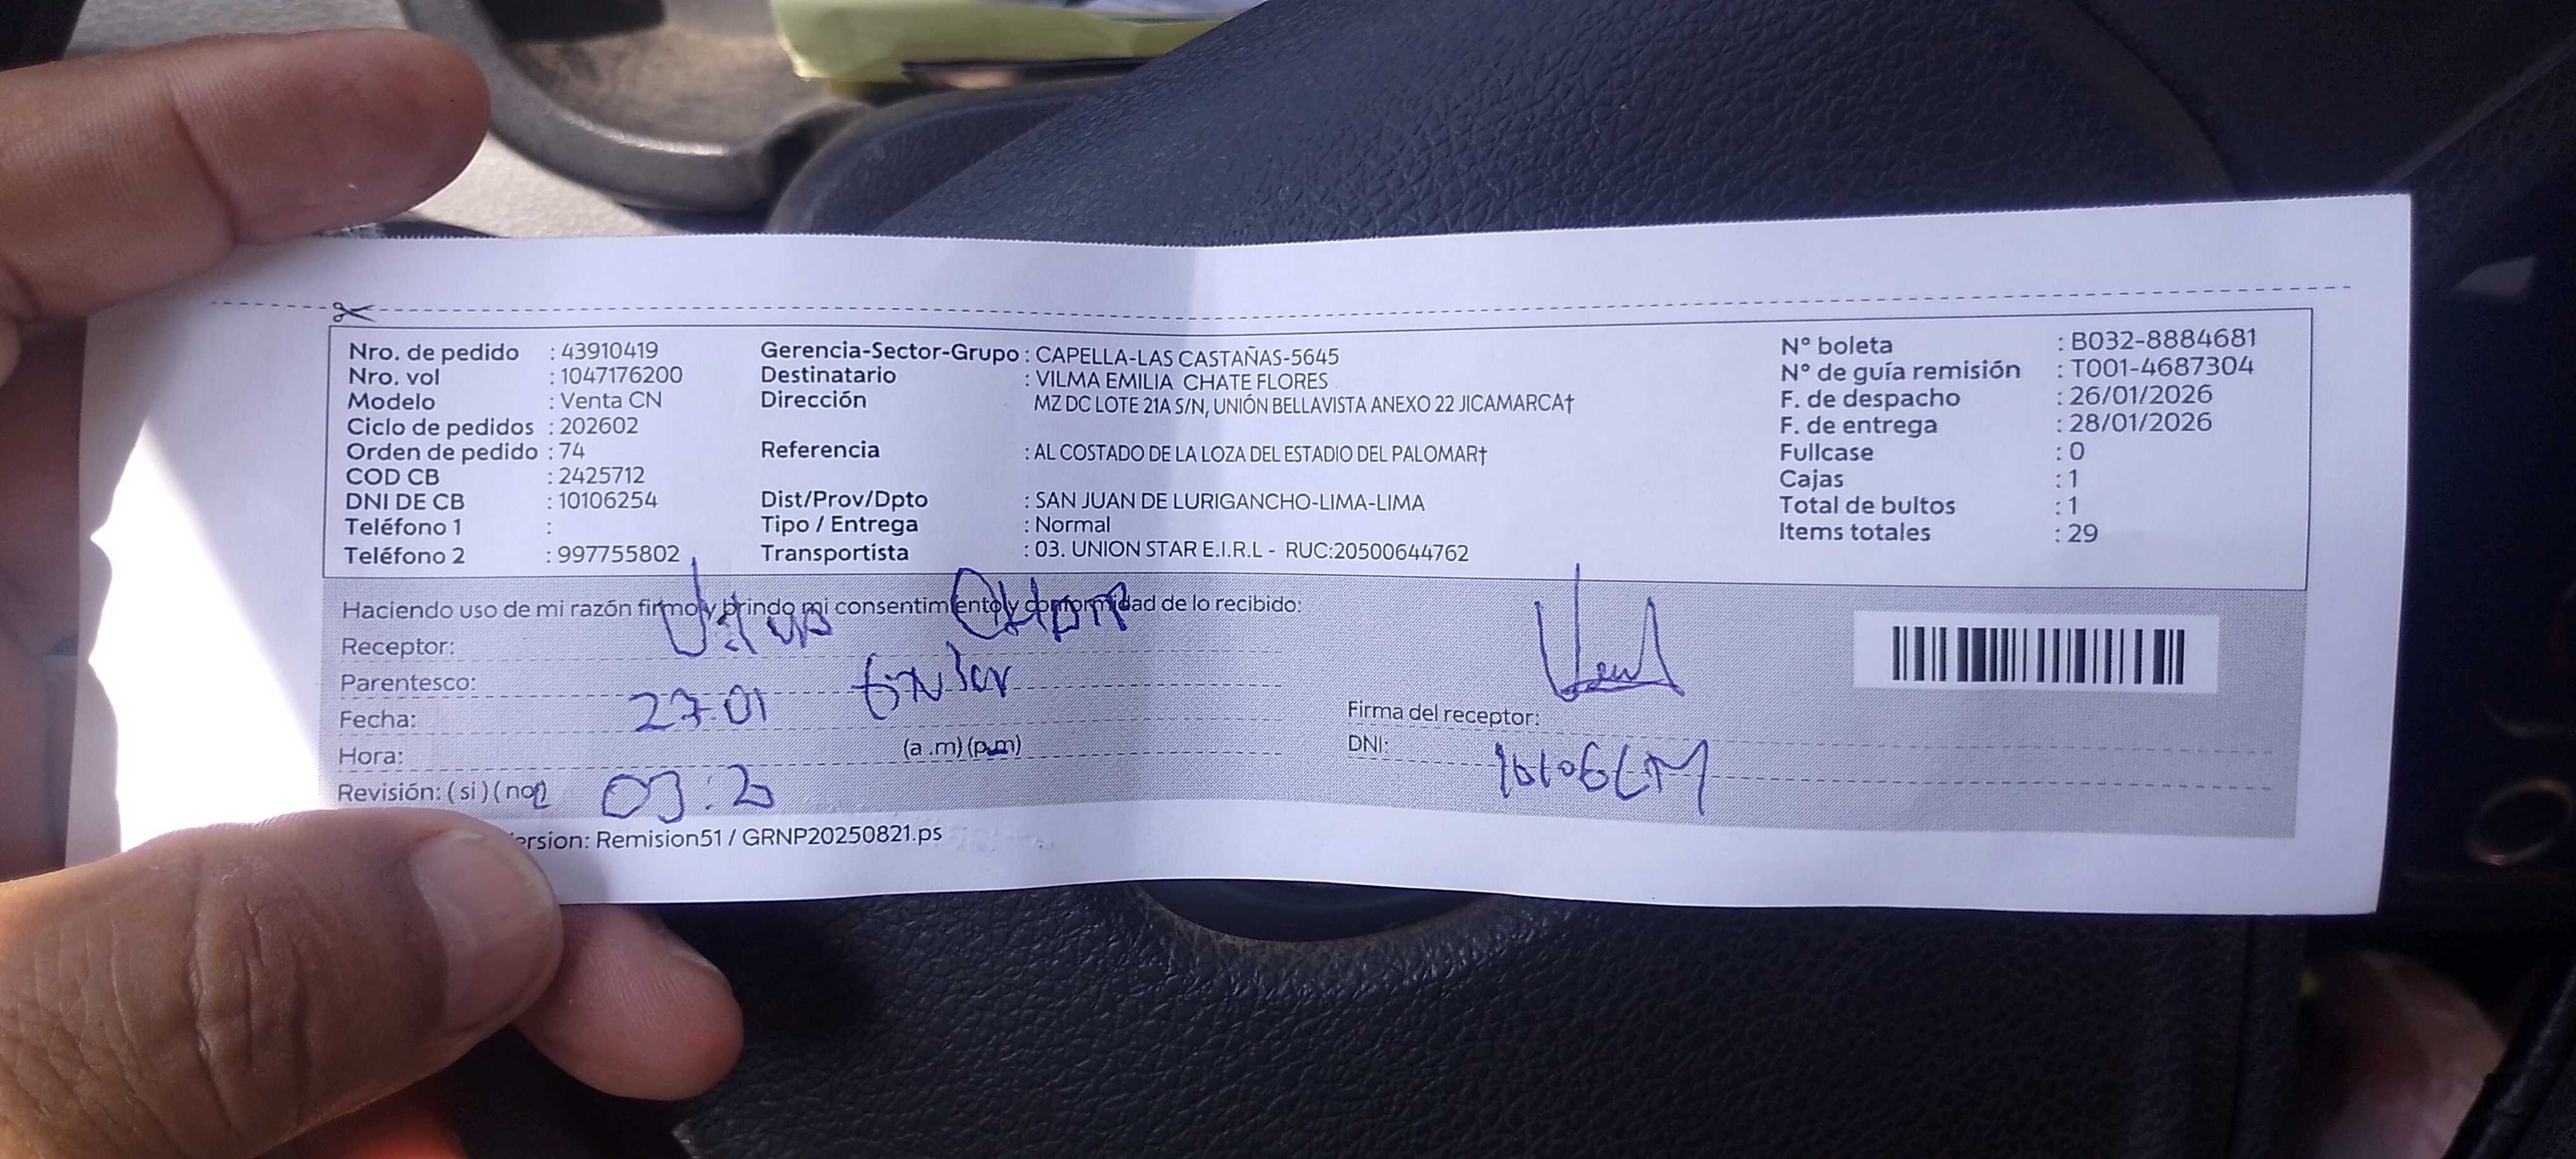 Nro. de pedido : 43910419
Nro. vol : 1047176200
Modelo : Venta CN
Ciclo de pedidos : 202602
Orden de pedido : 74
COD CB : 2425712
DNI DE CB : 10106254
Teléfono 1 :
Teléfono 2 : 997755802
Gerencia-Sector-Grupo : CAPELLA-LAS CASTAÑAS-5645
Destinatario : VILMA EMILIA CHATE FLORES
Dirección MZ DC LOTE 21A S/N, UNIÓN BELLAVISTA ANEXO 22 JICAMARCA†
Referencia : AL COSTADO DE LA LOZA DEL ESTADIO DEL PALOMAR†
Dist/Prov/Dpto : SAN JUAN DE LURIGANCHO-LIMA-LIMA
Tipo / Entrega : Normal
Transportista : 03. UNION STAR E.I.R.L - RUC:20500644762
N° boleta : B032-8884681
N° de guía remisión : T001-4687304
F. de despacho : 26/01/2026
F. de entrega : 28/01/2026
Fullcase : 0
Cajas : 1
Total de bultos : 1
Items totales : 29
Haciendo uso de mi razón firmo y brindo mi consentimiento y conformidad de lo recibido:
Receptor:
Parentesco:
Fecha: 27-01
Hora: (a .m) (p.m)
Revisión: ( si ) ( no)
Firma del receptor:
DNI:
ersion: Remision51 / GRNP20250821.ps